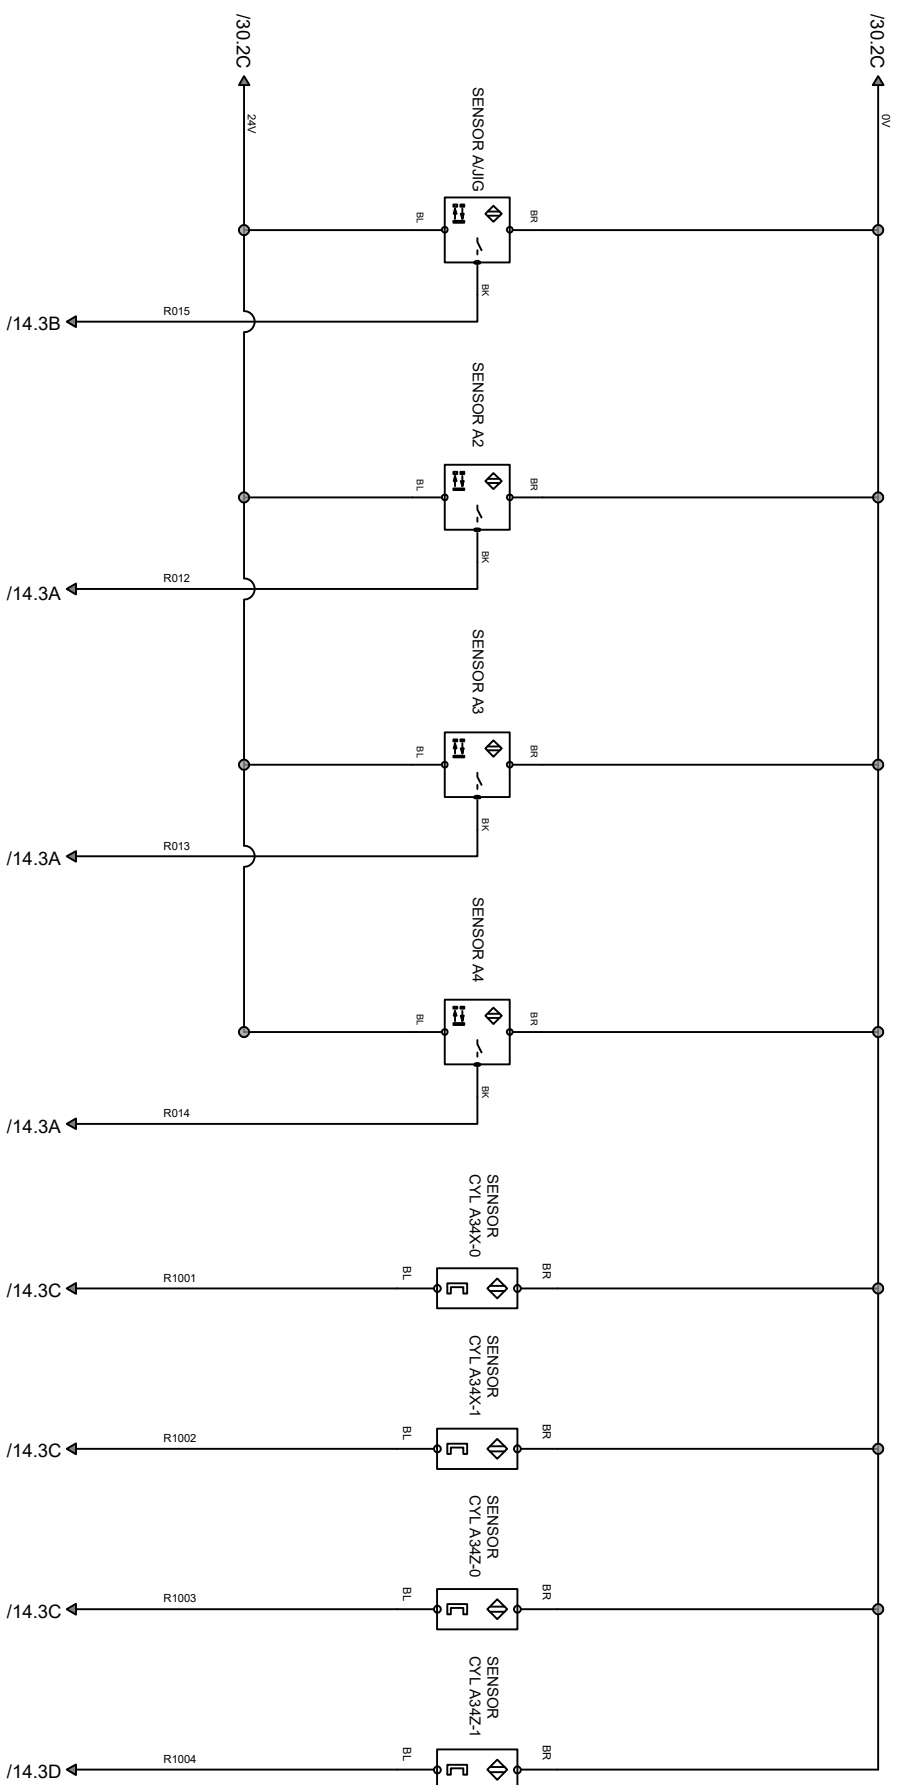 /30.2C
/30.2C
24V
0V
SENSOR A/JIG
BL
BR
BK
R015
/14.3B
SENSOR A2
BL
BR
BK
R012
/14.3A
SENSOR A3
BL
BR
BK
R013
/14.3A
SENSOR A4
BL
BR
BK
R014
/14.3A
SENSOR
CYL A34X-0
BL
BR
R1001
/14.3C
SENSOR
CYL A34X-1
BL
BR
R1002
/14.3C
SENSOR
CYL A34Z-0
BL
BR
R1003
/14.3C
SENSOR
CYL A34Z-1
BL
BR
R1004
/14.3D